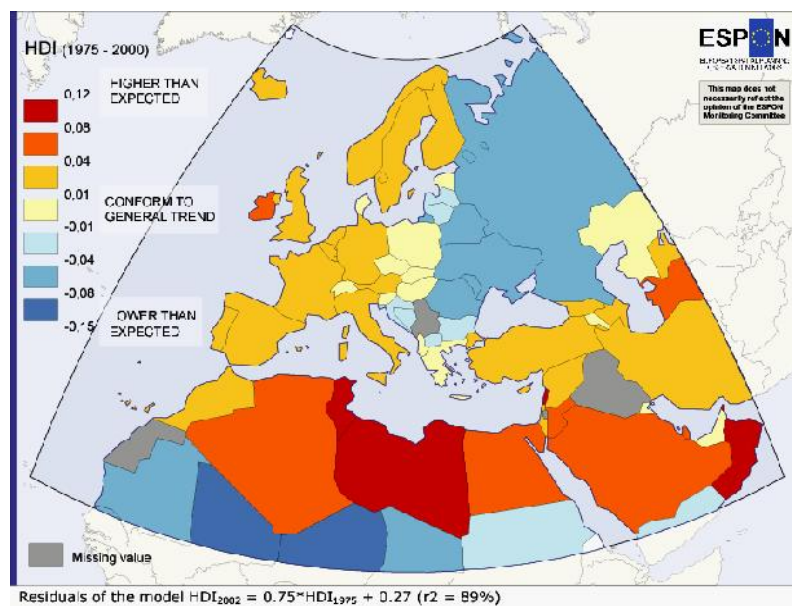 HDI (1975 - 2000)
HIGHER THAN
EXPECTED
0,12
0,08
0,04
0,01
CONFORM TO
GENERAL TREND
-0,01
-0,04
-0,08
LOWER THAN
EXPECTED
-0,15
Missing value
ESPON
This map does not
necessarily reflect the
opinion of the ESPON
Monitoring Committee
Residuals of the model HDI2002 = 0.75*HDI1975 + 0.27 (r2 = 89%)